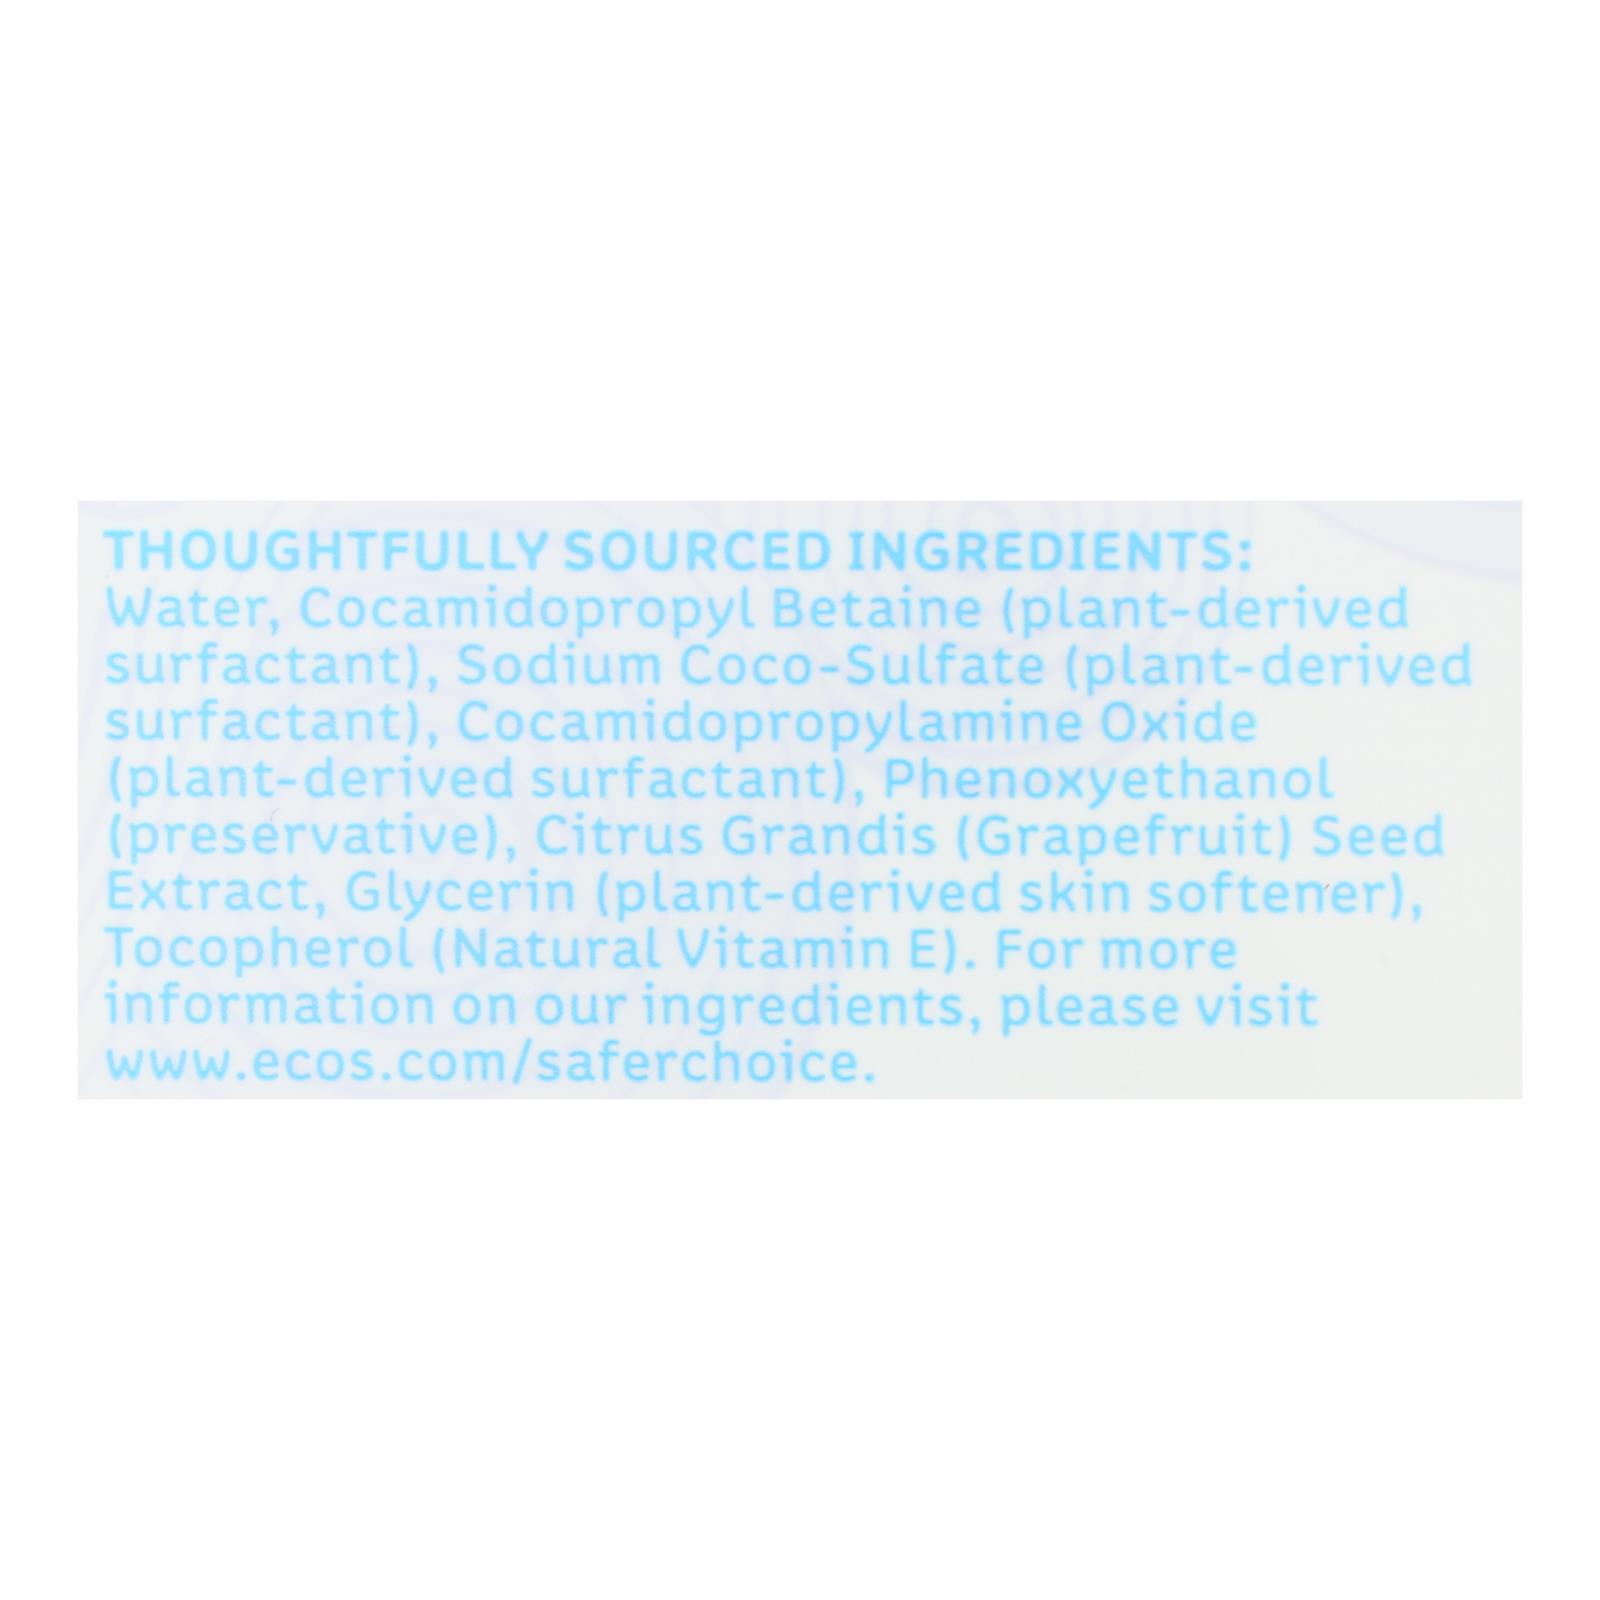 THOUGHTFULLY SOURCED INGREDIENTS:
Water, Cocamidopropyl Betaine (plant-derived
surfactant), Sodium Coco-Sulfate (plant-derived
surfactant), Cocamidopropylamine Oxide
(plant-derived surfactant), Phenoxyethanol
(preservative), Citrus Grandis (Grapefruit) Seed
Extract, Glycerin (plant-derived skin softener),
Tocopherol (Natural Vitamin E). For more
information on our ingredients, please visit
www.ecos.com/saferchoice.